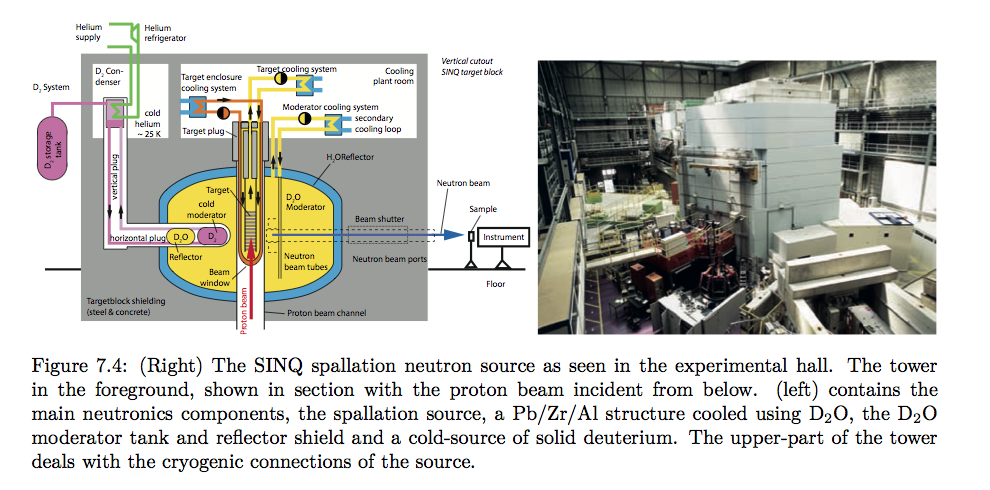 Helium
supply
Helium
refrigerator
Vertical cutout
SINQ target block
D₂ Con-
denser
D₂ System
cold
helium
~ 25 K
D₂ storage
tank
vertical plug
Target enclosure
cooling system
Target cooling system
Cooling
plant room
Moderator cooling system
secondary
cooling loop
Target plug
H₂OReflector
Target
cold
moderator
D₂O
Moderator
Neutron beam
Sample
Beam shutter
Instrument
horizontal plug
D₂O
D₂
Reflector
Beam
window
Neutron
beam tubes
Neutron beam ports
Floor
Targetblock shielding
(steel & concrete)
Proton beam
Proton beam channel
Figure 7.4: (Right) The SINQ spallation neutron source as seen in the experimental hall. The tower
in the foreground, shown in section with the proton beam incident from below. (left) contains the
main neutronics components, the spallation source, a Pb/Zr/Al structure cooled using D₂O, the D₂O
moderator tank and reflector shield and a cold-source of solid deuterium. The upper-part of the tower
deals with the cryogenic connections of the source.